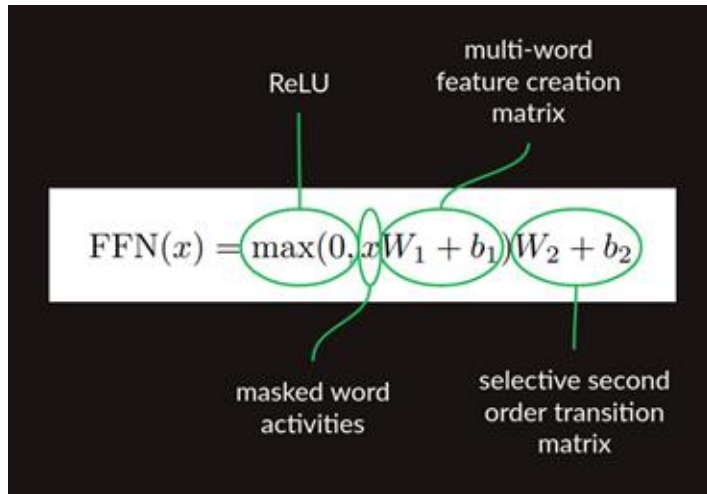 multi-word
feature creation
matrix
ReLU
FFN(x) = max(0, xW₁ + b₁)W₂ + b₂
masked word
activities
selective second
order transition
matrix